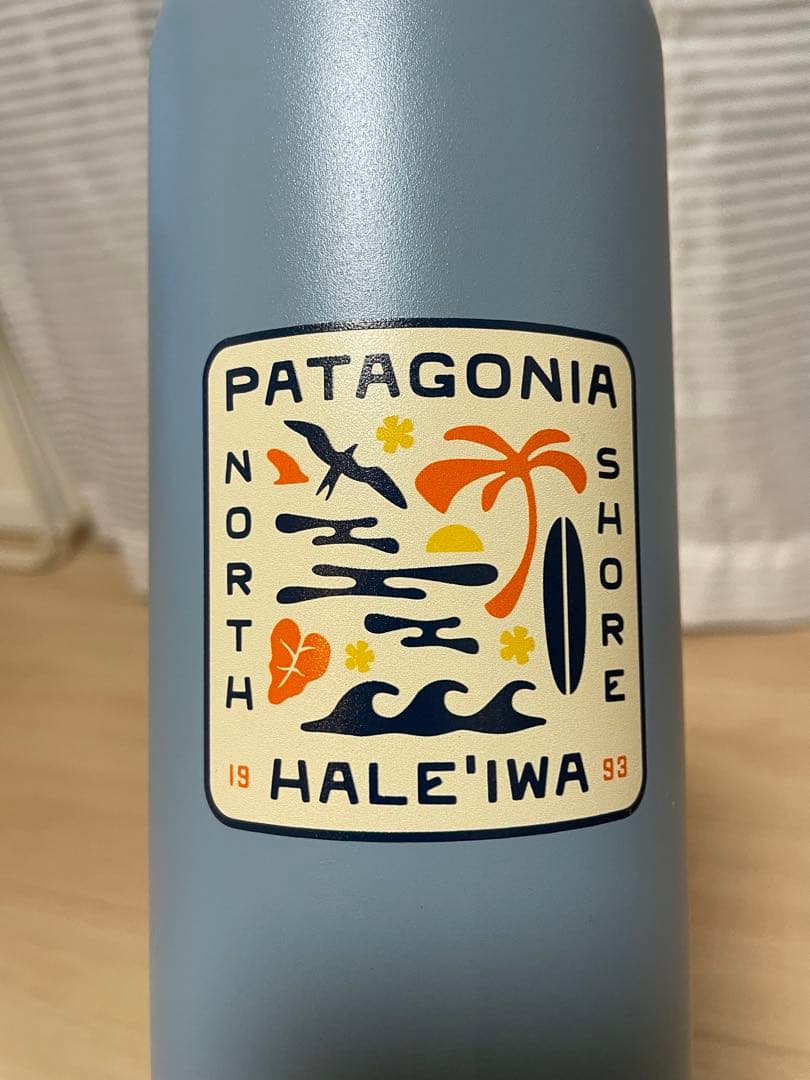 PATAGONIA
NORTH
SHORE
19 HALE'IWA 93